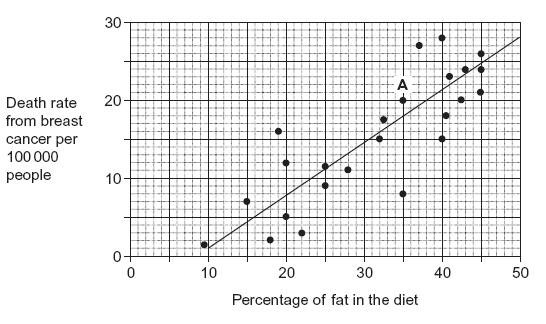 30
20
10
0
A
Death rate
from breast
cancer per
100 000
people
0 10 20 30 40 50
Percentage of fat in the diet